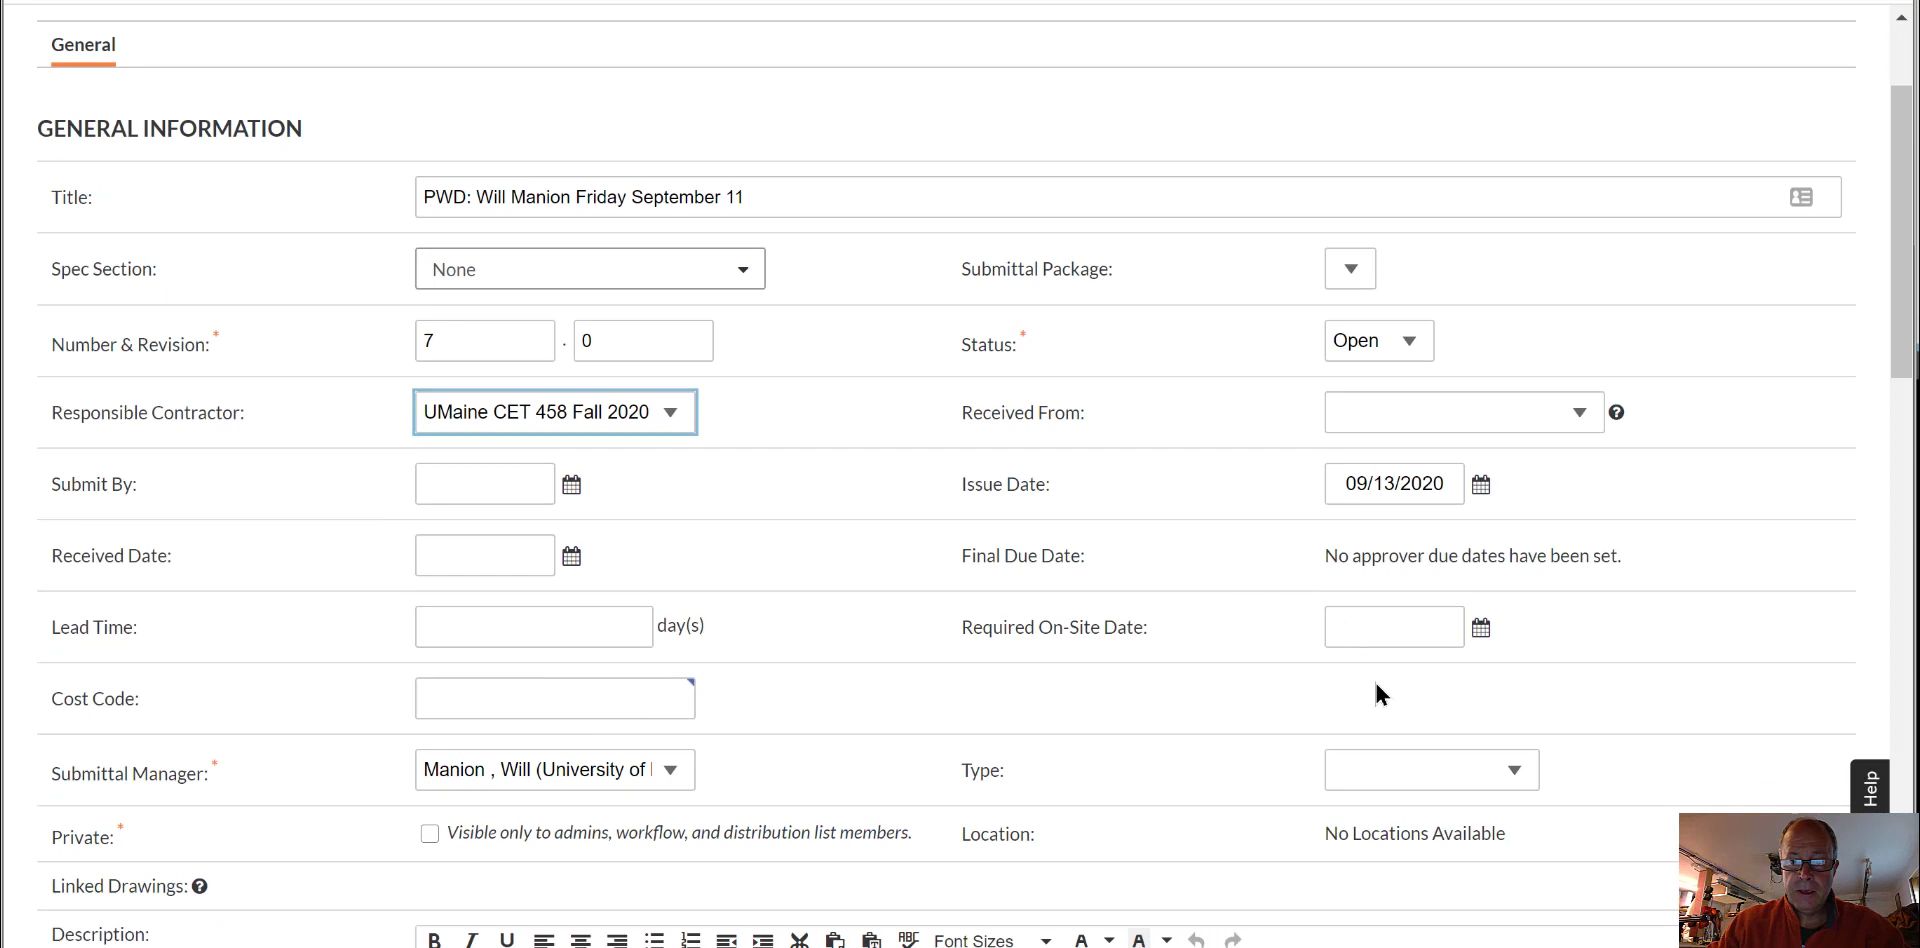 General
GENERAL INFORMATION
Title: PWD: Will Manion Friday September 11
Spec Section: None Submittal Package:
Number & Revision:* 7 . 0 Status:* Open
Responsible Contractor: UMaine CET 458 Fall 2020 Received From:
Submit By: Issue Date: 09/13/2020
Received Date: Final Due Date: No approver due dates have been set.
Lead Time: day(s) Required On-Site Date:
Cost Code:
Submittal Manager:* Manion , Will (University of Type:
Help
Private:* Visible only to admins, workflow, and distribution list members. Location: No Locations Available
Linked Drawings:
Description: B I U ABC Font Sizes A A